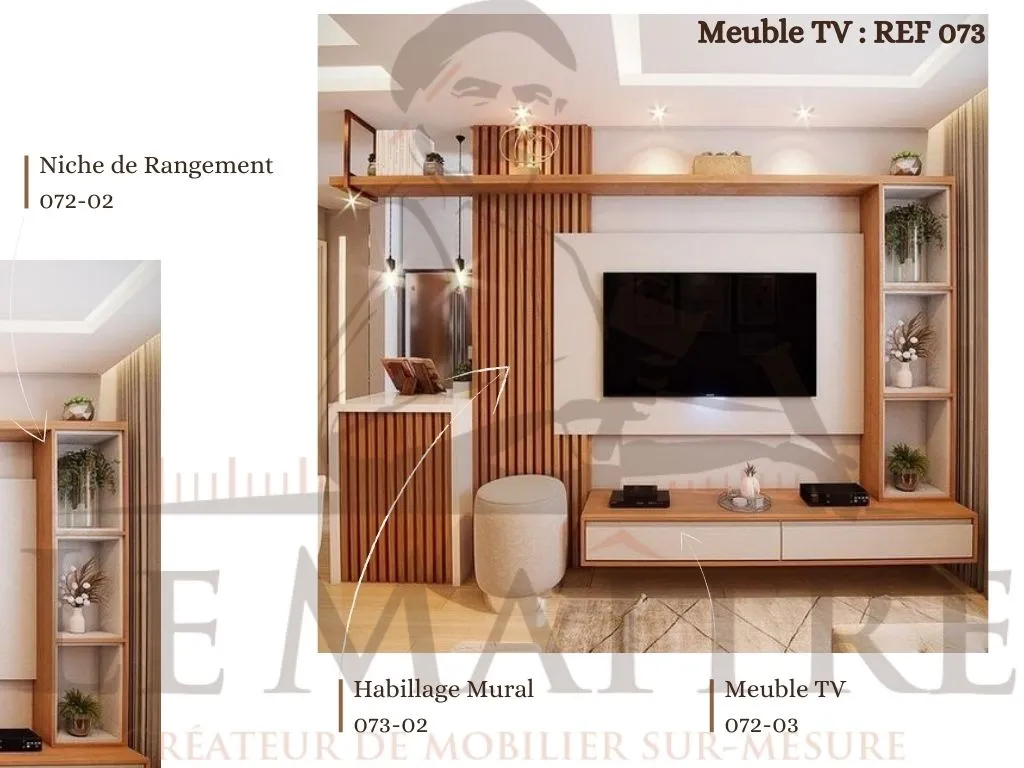 Meuble TV : REF 073
Niche de Rangement
072-02
LE MAÎTRE
Habillage Mural
073-02
Meuble TV
072-03
CRÉATEUR DE MOBILIER SUR-MESURE